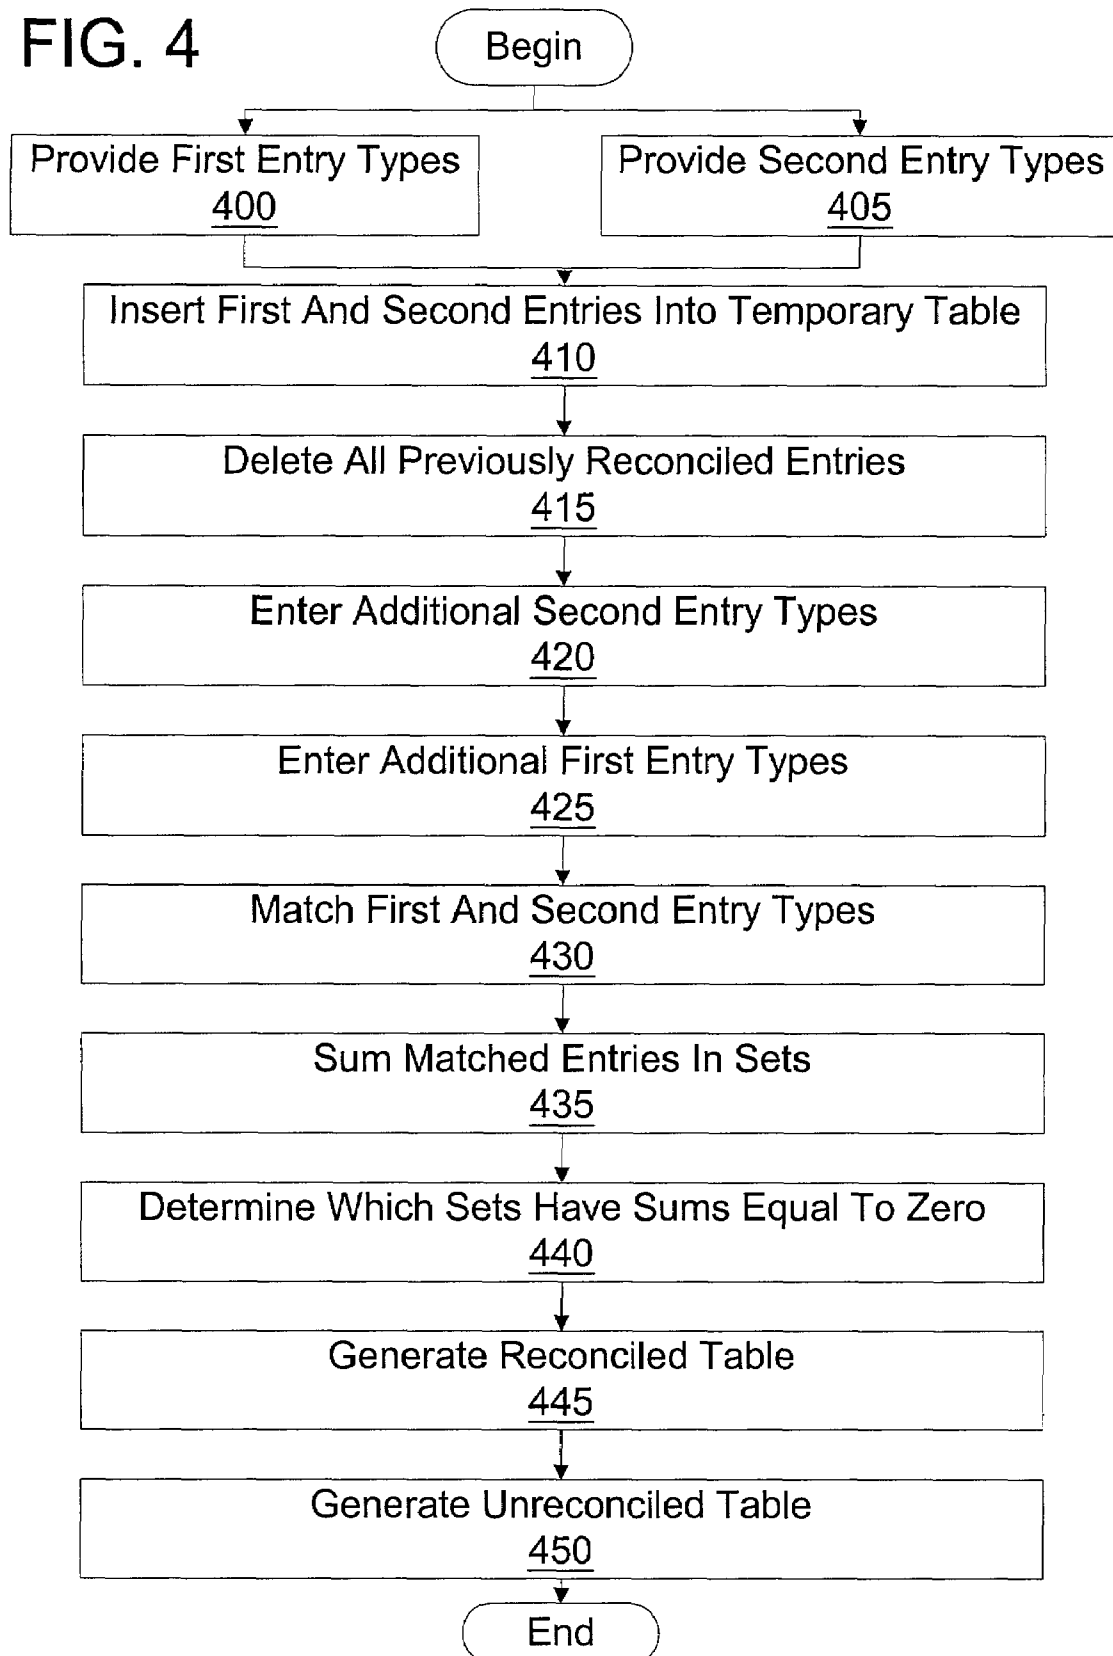 FIG. 4
Begin
Provide First Entry Types
400
Provide Second Entry Types
405
Insert First And Second Entries Into Temporary Table
410
Delete All Previously Reconciled Entries
415
Enter Additional Second Entry Types
420
Enter Additional First Entry Types
425
Match First And Second Entry Types
430
Sum Matched Entries In Sets
435
Determine Which Sets Have Sums Equal To Zero
440
Generate Reconciled Table
445
Generate Unreconciled Table
450
End